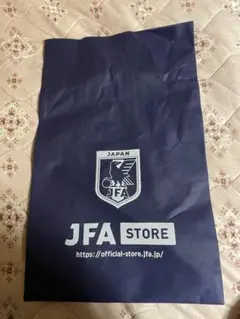 JAPAN
JFA
JFA STORE
https://official-store.jfa.jp/